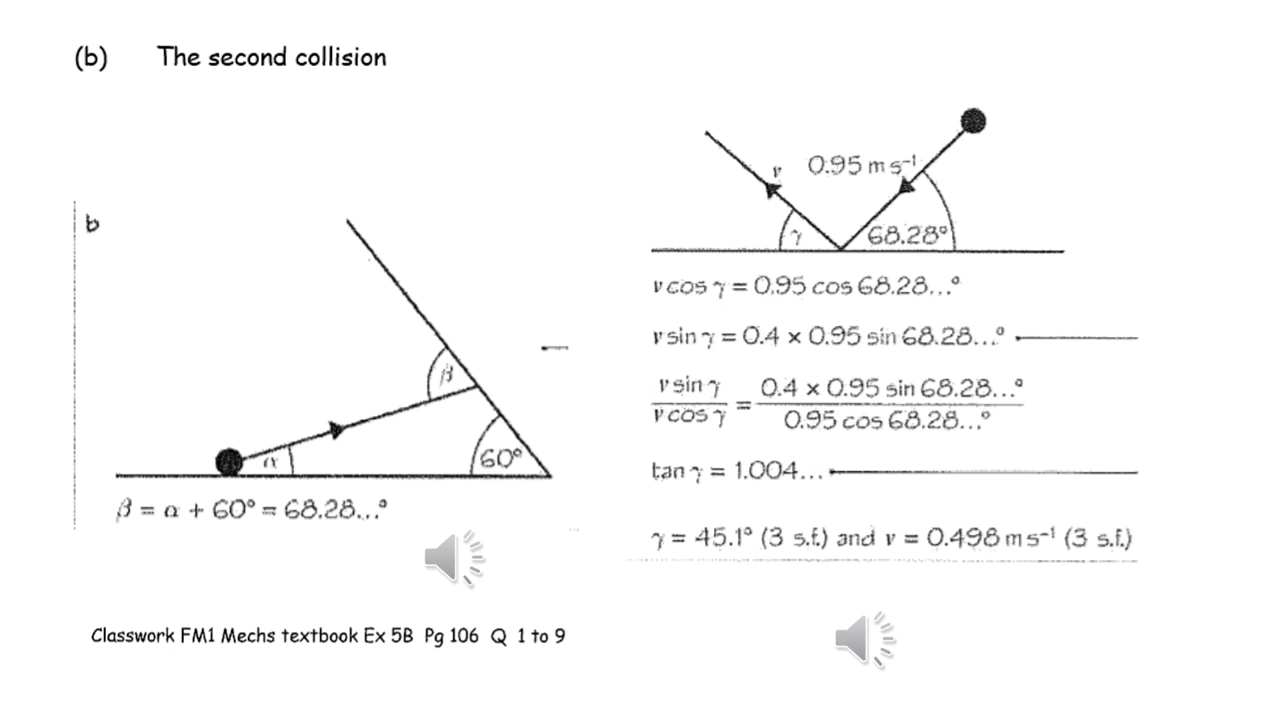 (b) The second collision
b
β
α
60°
β = α + 60° = 68.28...°
v
0.95 m s⁻¹
γ
68.28°
v cos γ = 0.95 cos 68.28...°
v sin γ = 0.4 × 0.95 sin 68.28...°
v sin γ / v cos γ = 0.4 × 0.95 sin 68.28...° / 0.95 cos 68.28...°
tan γ = 1.004...
γ = 45.1° (3 s.f.) and v = 0.498 m s⁻¹ (3 s.f.)
Classwork FM1 Mechs textbook Ex 5B Pg 106 Q 1 to 9